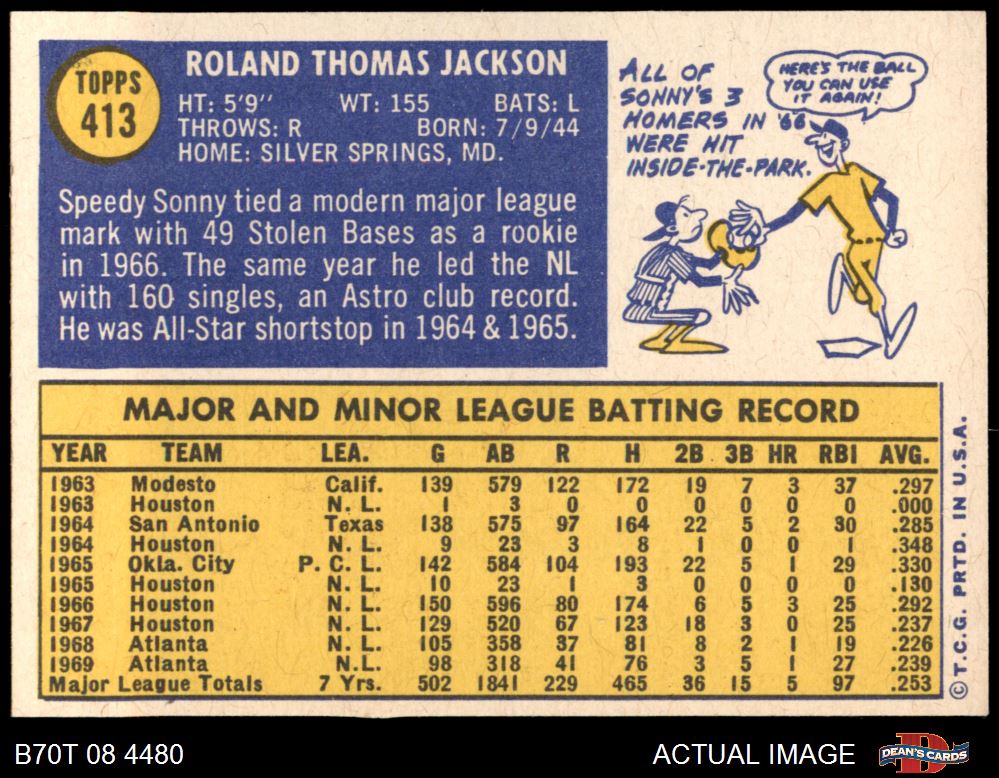 TOPPS
413
ROLAND THOMAS JACKSON
HT: 5'9" WT: 155 BATS: L
THROWS: R BORN: 7/9/44
HOME: SILVER SPRINGS, MD.
Speedy Sonny tied a modern major league
mark with 49 Stolen Bases as a rookie
in 1966. The same year he led the NL
with 160 singles, an Astro club record.
He was All-Star shortstop in 1964 & 1965.
ALL OF
SONNY'S 3
HOMERS IN '66
WERE HIT
INSIDE-THE-PARK.
HERE'S THE BALL
YOU CAN USE
IT AGAIN!
MAJOR AND MINOR LEAGUE BATTING RECORD
YEAR TEAM LEA. G AB R H 2B 3B HR RBI AVG.
1963 Modesto Calif. 139 579 122 172 19 7 3 37 .297
1963 Houston N. L. 1 3 0 0 0 0 0 0 .000
1964 San Antonio Texas 138 575 97 164 22 5 2 30 .285
1964 Houston N. L. 9 23 3 8 1 0 0 1 .348
1965 Okla. City P. C. L. 142 584 104 193 22 5 1 29 .330
1965 Houston N. L. 10 23 1 3 0 0 0 0 .130
1966 Houston N. L. 150 596 80 174 6 5 3 25 .292
1967 Houston N. L. 129 520 67 123 18 3 0 25 .237
1968 Atlanta N. L. 105 358 37 81 8 2 1 19 .226
1969 Atlanta N.L. 98 318 41 76 3 5 1 27 .239
Major League Totals 7 Yrs. 502 1841 229 465 36 15 5 97 .253
© T.C.G. PRTD. IN U.S.A.
B70T 08 4480
ACTUAL IMAGE
DEAN'S CARDS